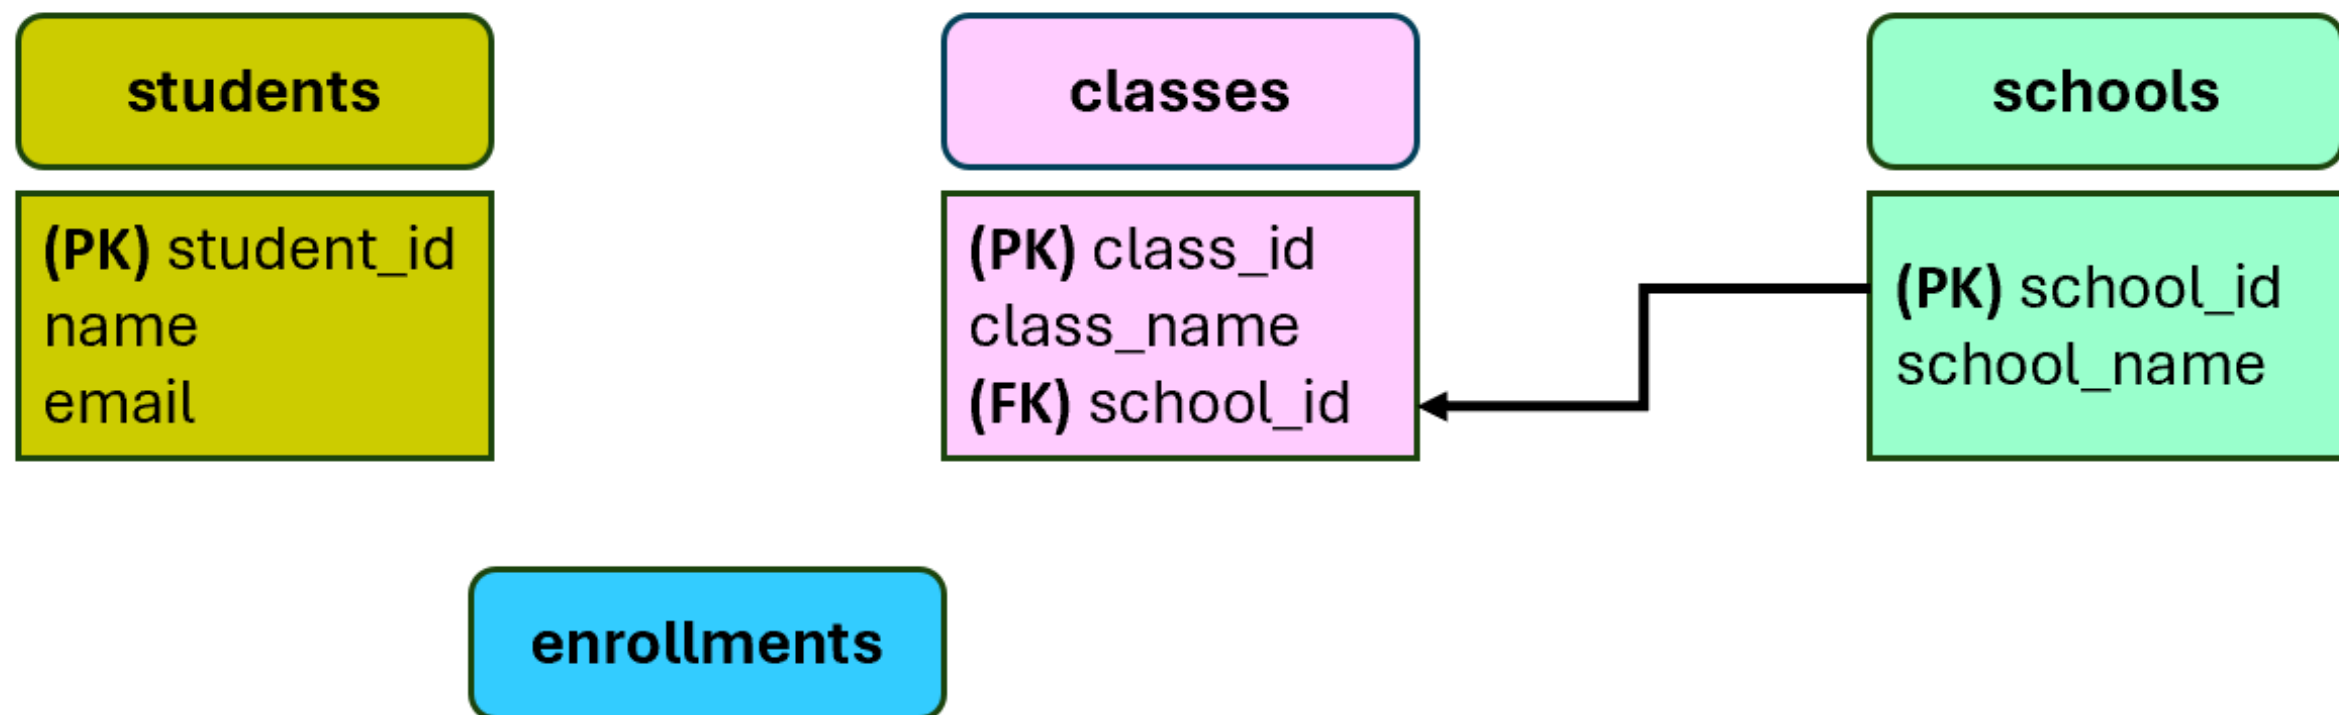 students
classes
schools
(PK) student_id
name
email
(PK) class_id
class_name
(FK) school_id
(PK) school_id
school_name
enrollments